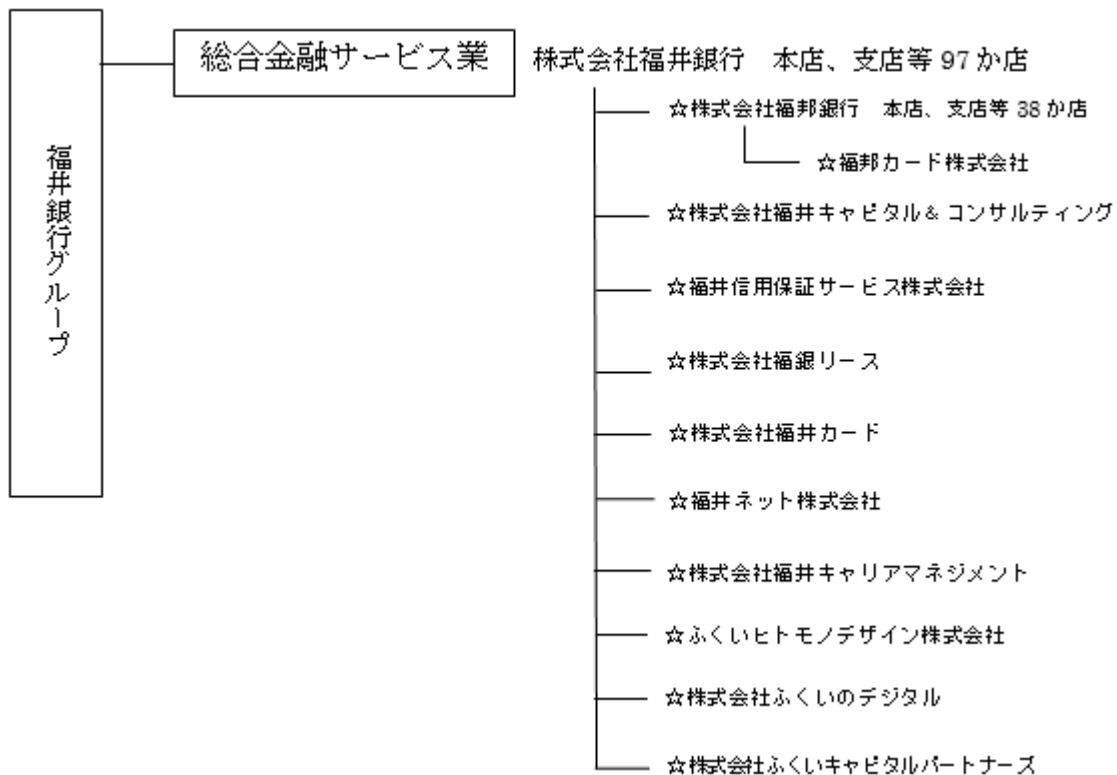 福井銀行グループ
総合金融サービス業
株式会社福井銀行　本店、支店等 97 か店
☆株式会社福邦銀行　本店、支店等 38 か店
☆福邦カード株式会社
☆株式会社福井キャピタル＆コンサルティング
☆福井信用保証サービス株式会社
☆株式会社福銀リース
☆株式会社福井カード
☆福井ネット株式会社
☆株式会社福井キャリアマネジメント
☆ふくいヒトモノデザイン株式会社
☆株式会社ふくいのデジタル
☆株式会社ふくいキャピタルパートナーズ